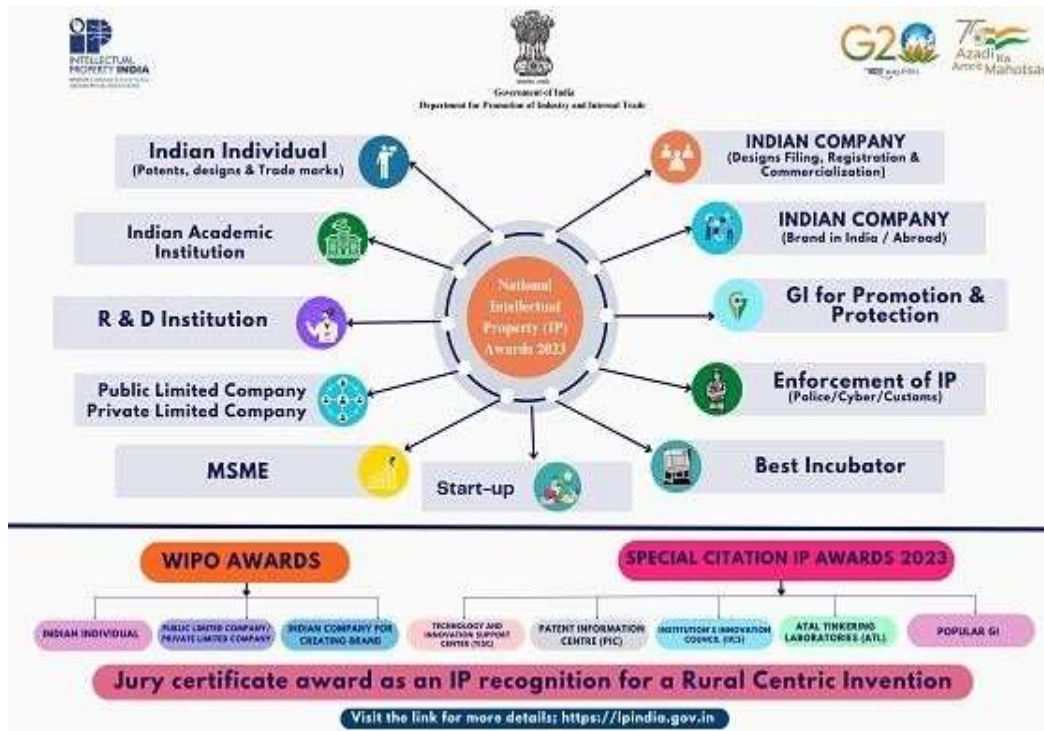 INTELLECTUAL
PROPERTY INDIA
Government of India
Department for Promotion of Industry and Internal Trade
G20
75
Azadi Ka
Amrit Mahotsav
Indian Individual
(Patents, designs & Trade marks)
INDIAN COMPANY
(Designs Filing, Registration &
Commercialization)
Indian Academic
Institution
INDIAN COMPANY
(Brand in India / Abroad)
National
Intellectual
Property (IP)
Awards 2023
R & D Institution
GI for Promotion &
Protection
Public Limited Company
Private Limited Company
Enforcement of IP
(Police/Cyber/Customs)
MSME
Start-up
Best Incubator
WIPO AWARDS
SPECIAL CITATION IP AWARDS 2023
INDIAN INDIVIDUAL
PUBLIC LIMITED COMPANY/
PRIVATE LIMITED COMPANY
INDIAN COMPANY FOR
CREATING BRAND
TECHNOLOGY AND
INNOVATION SUPPORT
CENTER (TISC)
PATENT INFORMATION
CENTRE (PIC)
INSTITUTION'S INNOVATION
COUNCIL
ATAL TINKERING
LABORATORIES (ATL)
POPULAR GI
Jury certificate award as an IP recognition for a Rural Centric Invention
Visit the link for more details; https://ipindia.gov.in